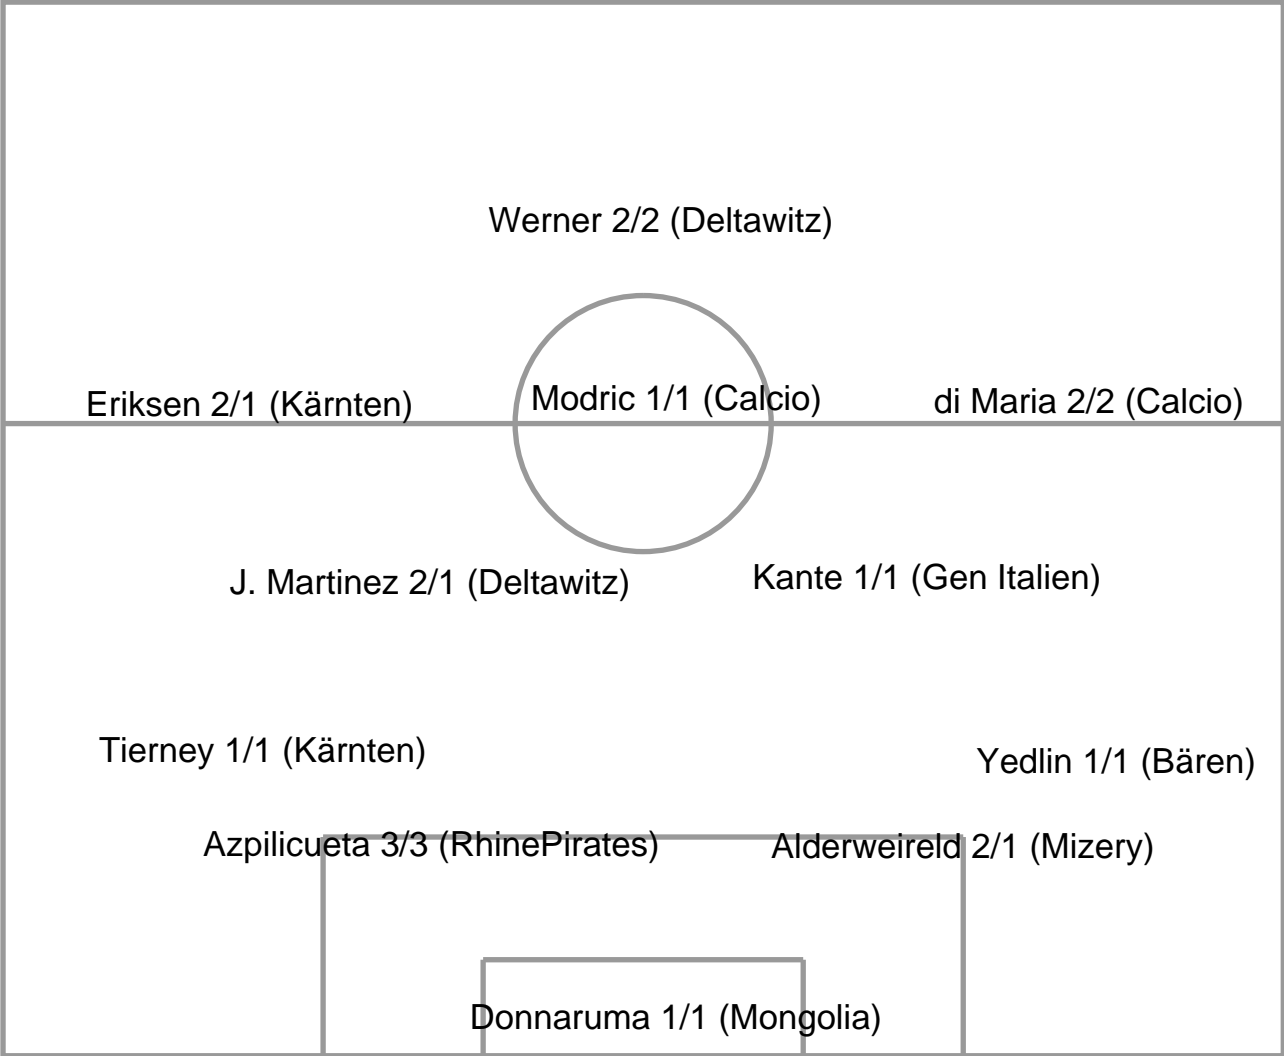 Werner 2/2 (Deltawitz)
Eriksen 2/1 (Kärnten)
Modric 1/1 (Calcio)
di Maria 2/2 (Calcio)
J. Martinez 2/1 (Deltawitz)
Kante 1/1 (Gen Italien)
Tierney 1/1 (Kärnten)
Yedlin 1/1 (Bären)
Azpilicueta 3/3 (RhinePirates)
Alderweireld 2/1 (Mizery)
Donnaruma 1/1 (Mongolia)